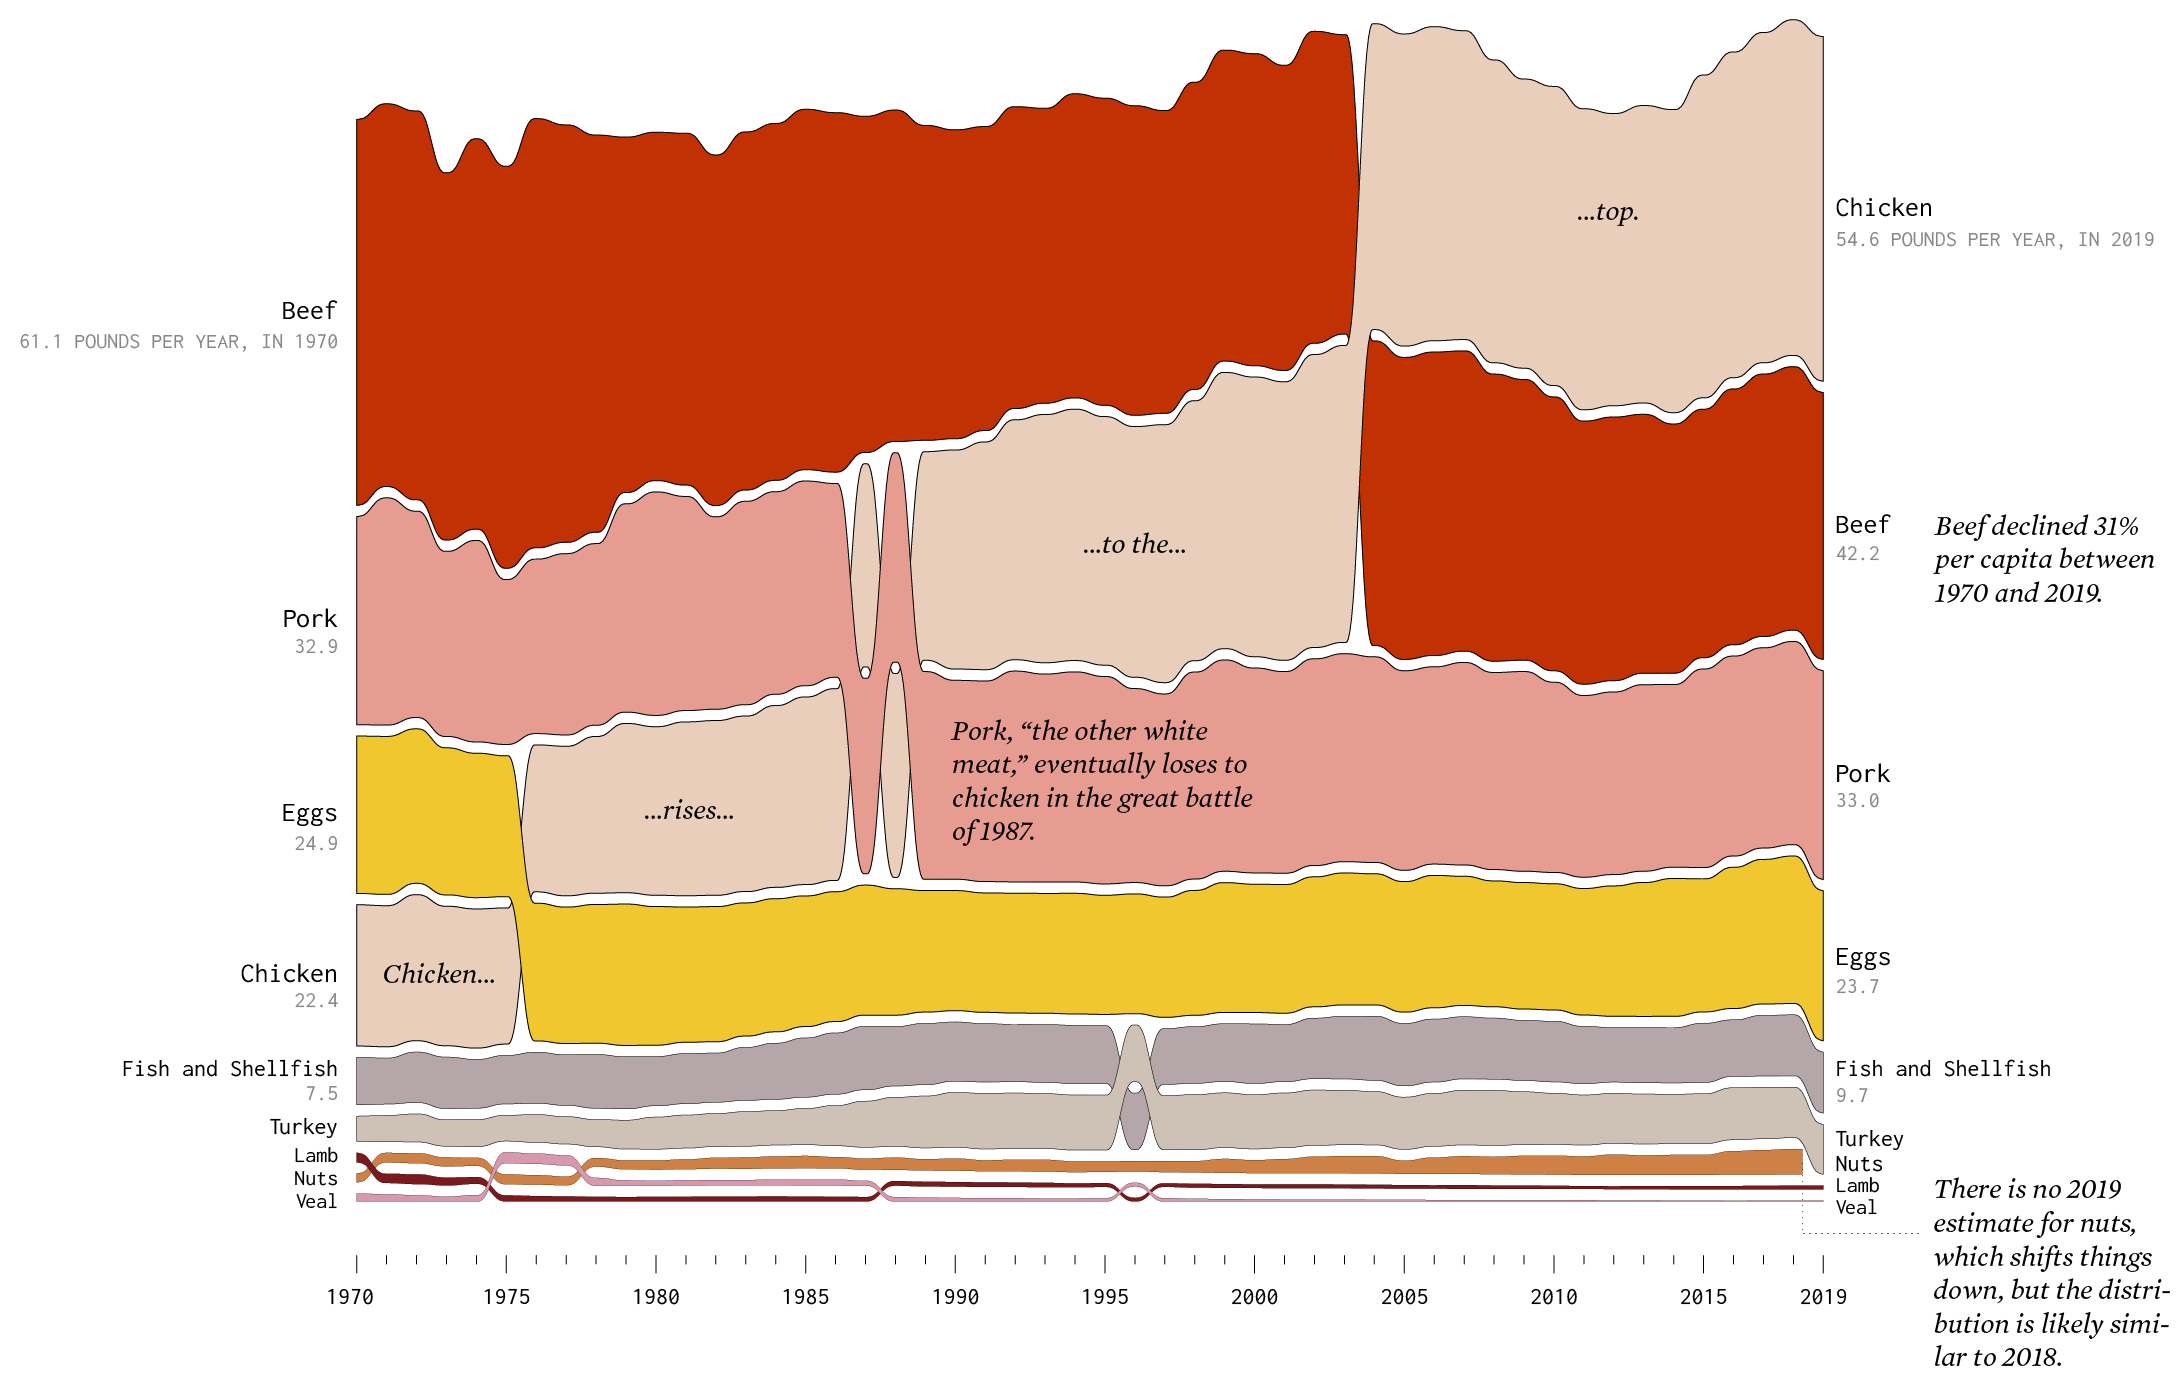 Beef
61.1 POUNDS PER YEAR, IN 1970
Pork
32.9
Eggs
24.9
Chicken
22.4
Fish and Shellfish
7.5
Turkey
Lamb
Nuts
Veal
Chicken...
...rises...
...to the...
...top.
Pork, “the other white
meat,” eventually loses to
chicken in the great battle
of 1987.
Chicken
54.6 POUNDS PER YEAR, IN 2019
Beef
42.2
Beef declined 31%
per capita between
1970 and 2019.
Pork
33.0
Eggs
23.7
Fish and Shellfish
9.7
Turkey
Nuts
Lamb
Veal
There is no 2019
estimate for nuts,
which shifts things
down, but the distri-
bution is likely simi-
lar to 2018.
1970 1975 1980 1985 1990 1995 2000 2005 2010 2015 2019